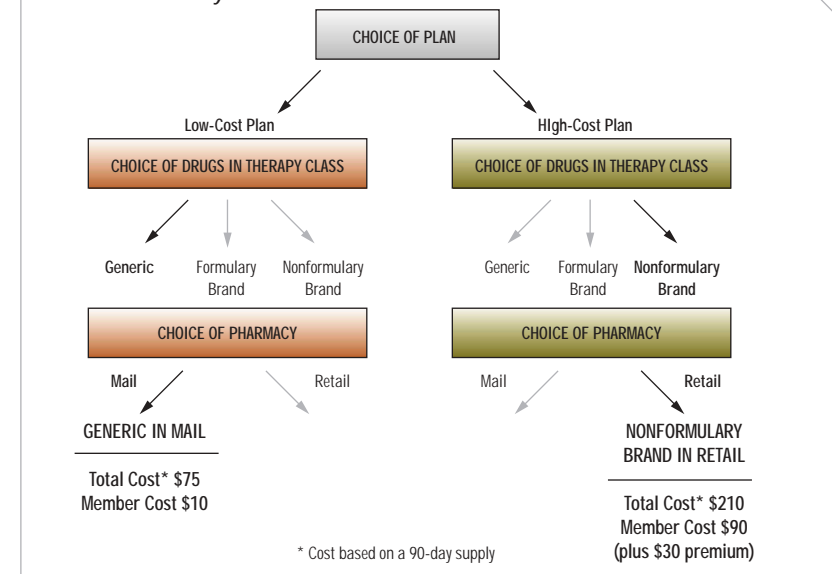 CHOICE OF PLAN
Low-Cost Plan
HIgh-Cost Plan
CHOICE OF DRUGS IN THERAPY CLASS
CHOICE OF DRUGS IN THERAPY CLASS
Generic
Formulary
Brand
Nonformulary
Brand
Generic
Formulary
Brand
Nonformulary
Brand
CHOICE OF PHARMACY
CHOICE OF PHARMACY
Mail
Retail
Mail
Retail
GENERIC IN MAIL
Total Cost* $75
Member Cost $10
NONFORMULARY
BRAND IN RETAIL
Total Cost* $210
Member Cost $90
(plus $30 premium)
* Cost based on a 90-day supply